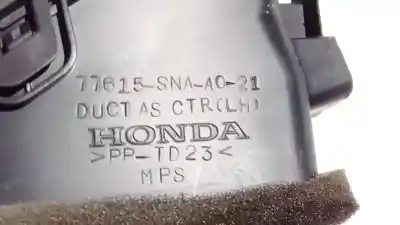 77615-SNA-A0-21
DUCT AS CTR(LH)
HONDA
>PP-TD23<
MPS